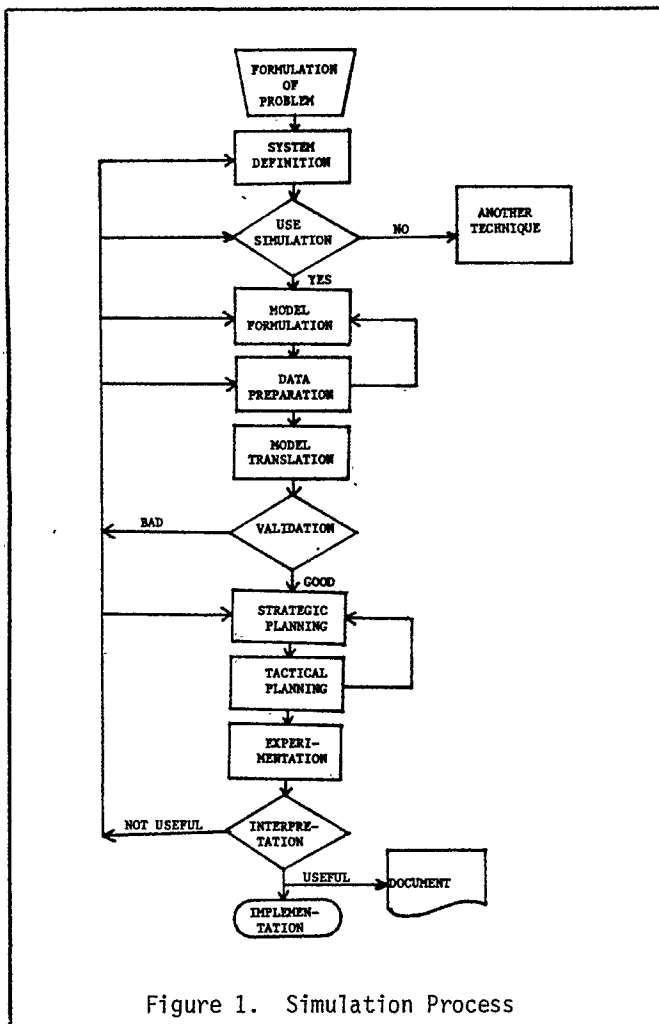 FORMULATION
OF
PROBLEM
SYSTEM
DEFINITION
USE
SIMULATION
NO
ANOTHER
TECHNIQUE
YES
MODEL
FORMULATION
DATA
PREPARATION
MODEL
TRANSLATION
BAD
VALIDATION
GOOD
STRATEGIC
PLANNING
TACTICAL
PLANNING
EXPERI-
MENTATION
NOT USEFUL
INTERPRE-
TATION
USEFUL
DOCUMENT
IMPLEMEN-
TATION
Figure 1. Simulation Process